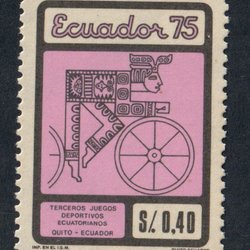 Ecuador 75
TERCEROS JUEGOS
DEPORTIVOS
ECUATORIANOS
QUITO - ECUADOR
S/. 0,40
IMP. EN EL I.G.M.